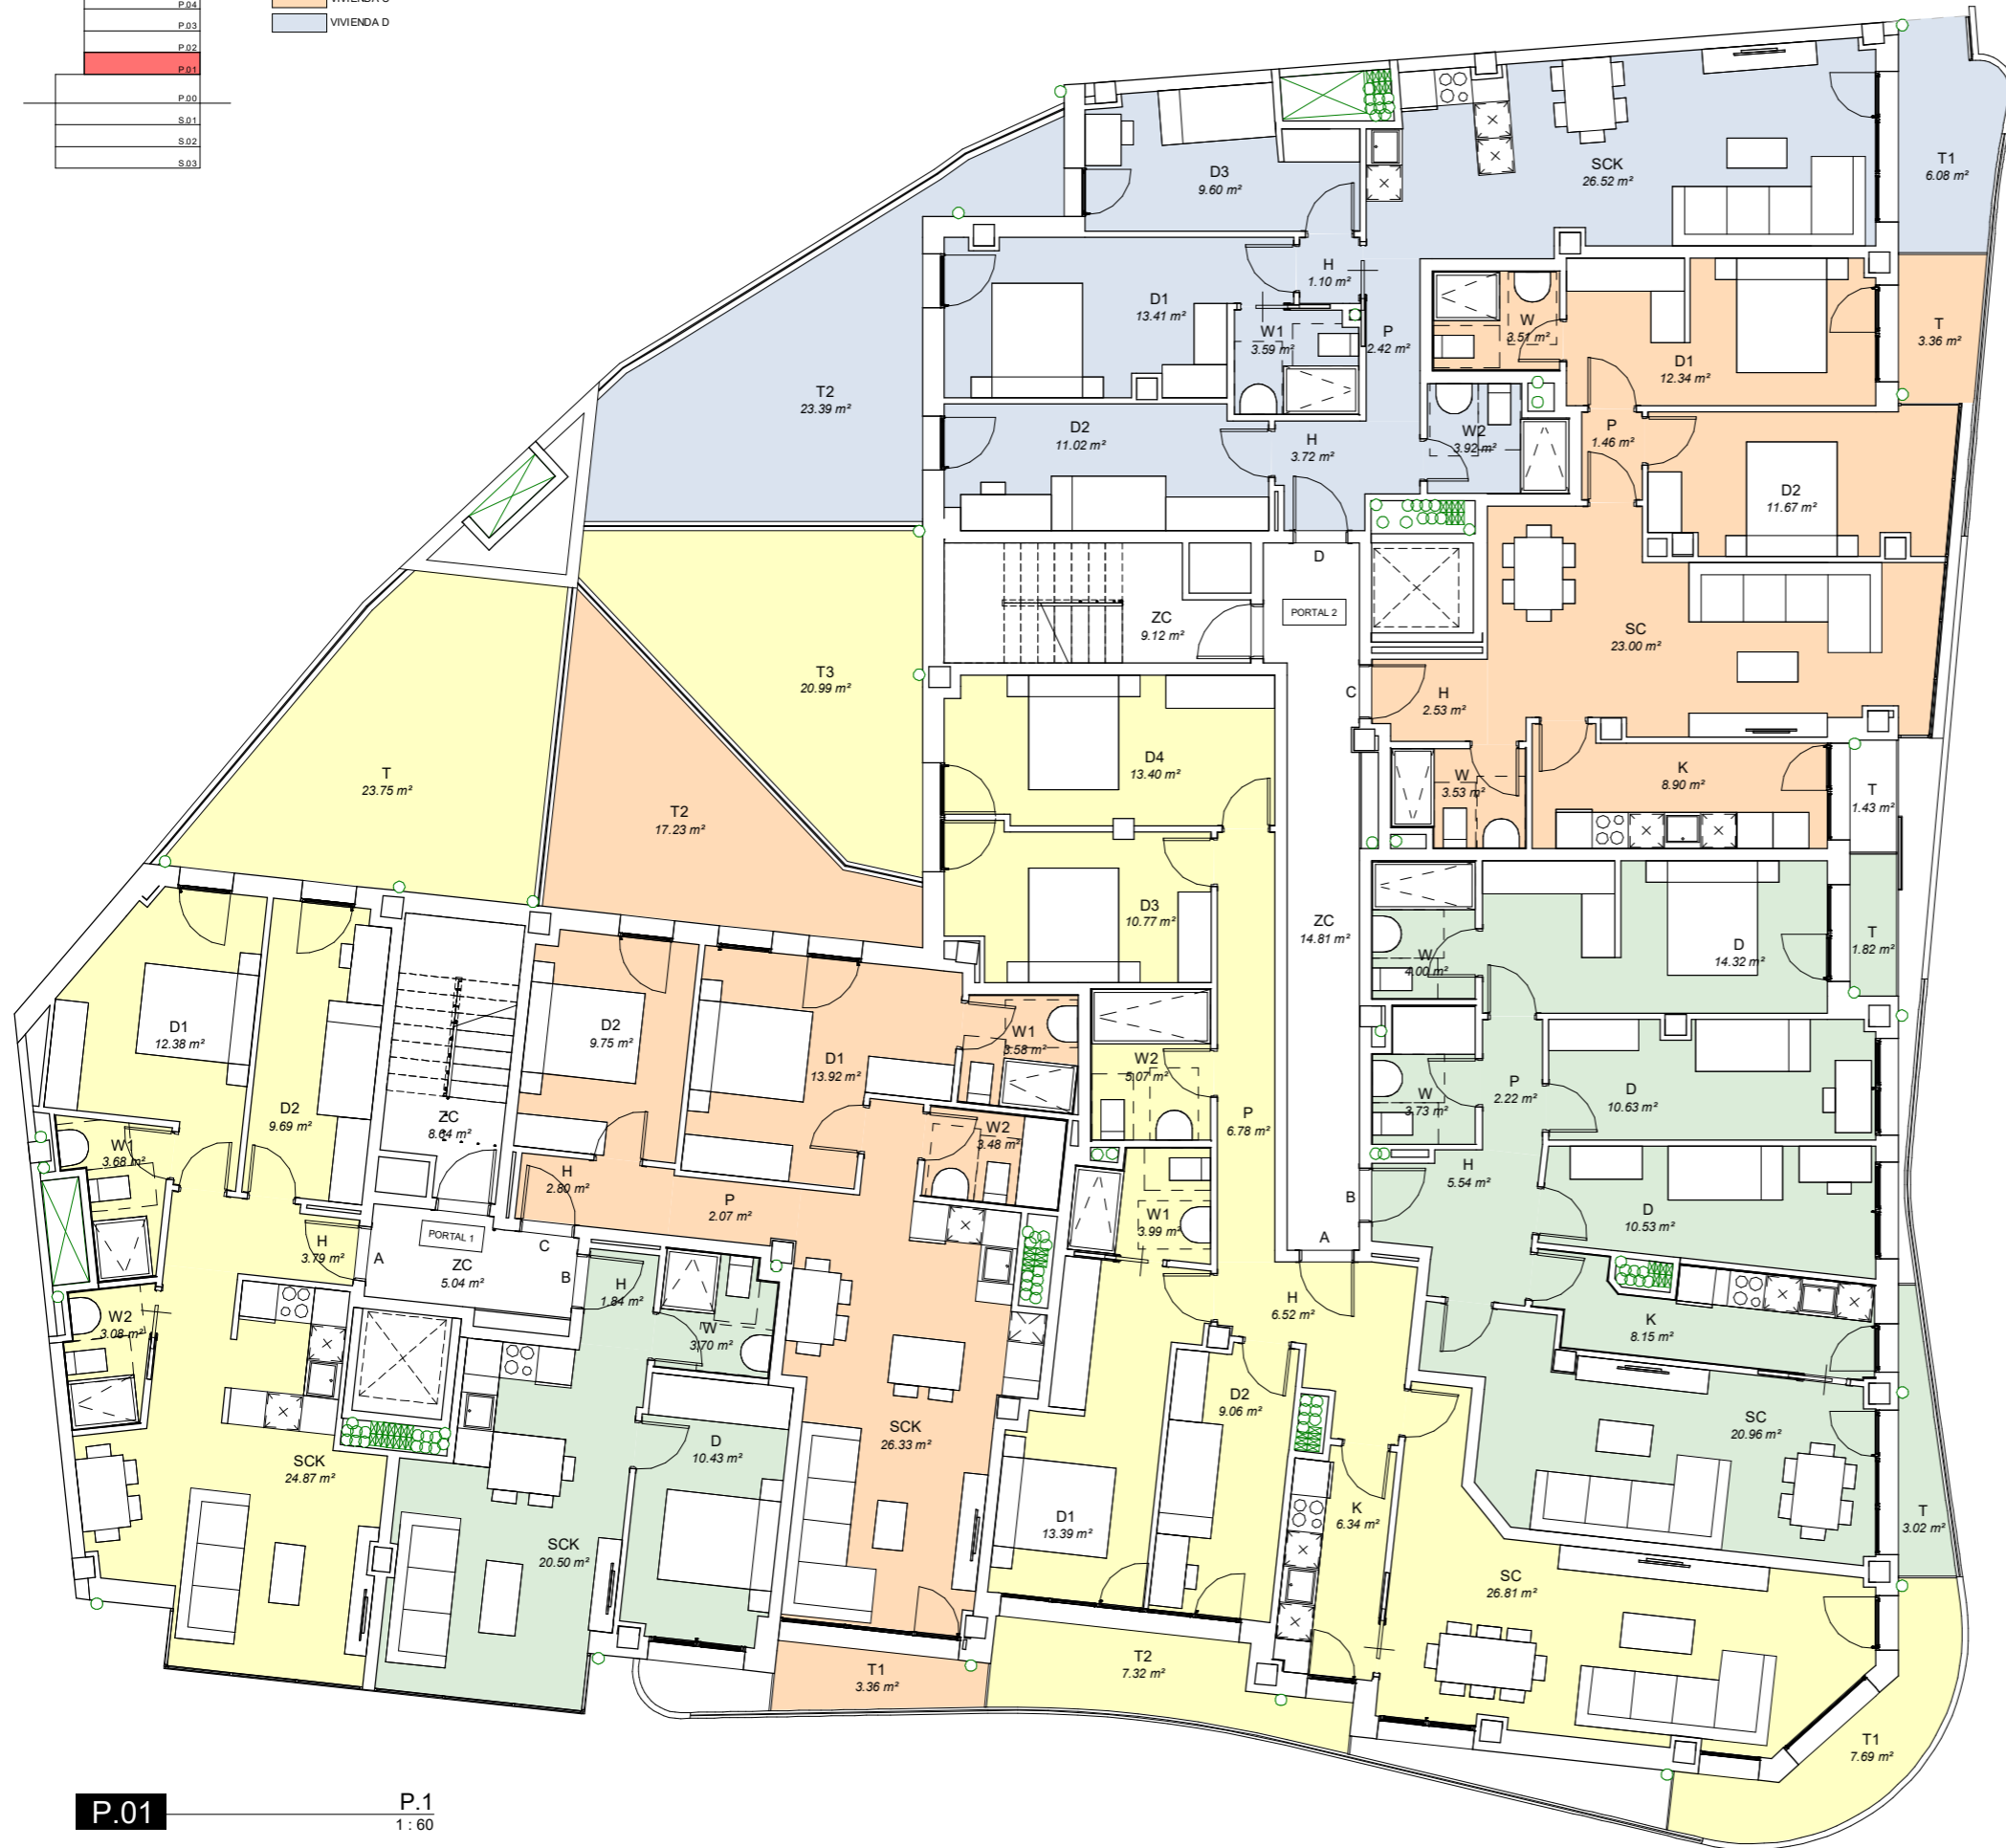 P.04
P.03
P.02
P.01
P.00
S.01
S.02
S.03
VIVIENDA D
D3
9.60 m²
SCK
26.52 m²
T1
6.08 m²
H
1.10 m²
D1
13.41 m²
W1
3.59 m²
P
2.42 m²
W
3.51 m²
D1
12.34 m²
T
3.36 m²
T2
23.39 m²
D2
11.02 m²
H
3.72 m²
W2
3.92 m²
P
1.46 m²
D2
11.67 m²
D
PORTAL 2
ZC
9.12 m²
SC
23.00 m²
T3
20.99 m²
C
H
2.53 m²
T
23.75 m²
T2
17.23 m²
D4
13.40 m²
W
3.53 m²
K
8.90 m²
T
1.43 m²
D3
10.77 m²
ZC
14.81 m²
W
4.00 m²
D
14.32 m²
T
1.82 m²
D1
12.38 m²
D2
9.75 m²
D1
13.92 m²
W1
3.58 m²
W2
5.07 m²
P
6.78 m²
D2
9.69 m²
ZC
8.64 m²
W
3.73 m²
P
2.22 m²
D
10.63 m²
W1
3.68 m²
W2
3.48 m²
H
2.80 m²
P
2.07 m²
H
5.54 m²
D
10.53 m²
B
W1
3.99 m²
A
PORTAL 1
H
3.79 m²
A
ZC
5.04 m²
C
B
H
1.84 m²
W
3.70 m²
H
6.52 m²
W2
3.08 m²
K
8.15 m²
D2
9.06 m²
SC
20.96 m²
SCK
24.87 m²
D
10.43 m²
SCK
26.33 m²
D1
13.39 m²
K
6.34 m²
T
3.02 m²
SCK
20.50 m²
SC
26.81 m²
T1
3.36 m²
T2
7.32 m²
T1
7.69 m²
P.01
P.1
1 : 60